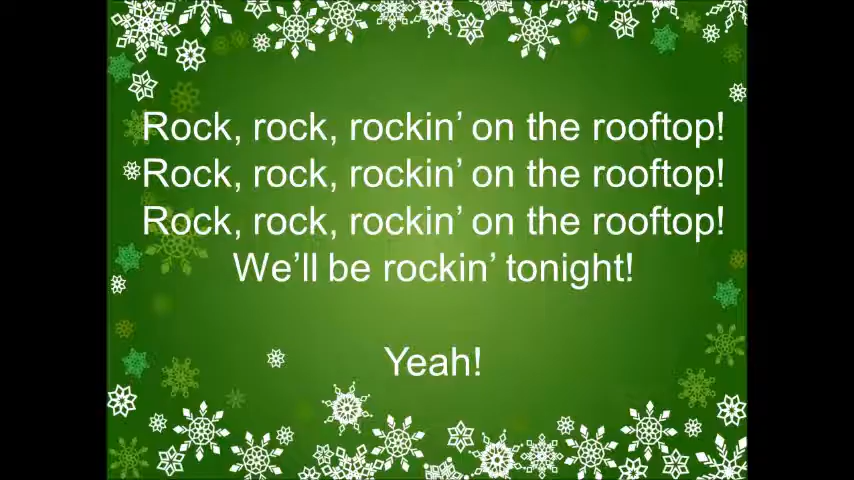 Rock, rock, rockin’ on the rooftop!
Rock, rock, rockin’ on the rooftop!
Rock, rock, rockin’ on the rooftop!
We’ll be rockin’ tonight!
Yeah!